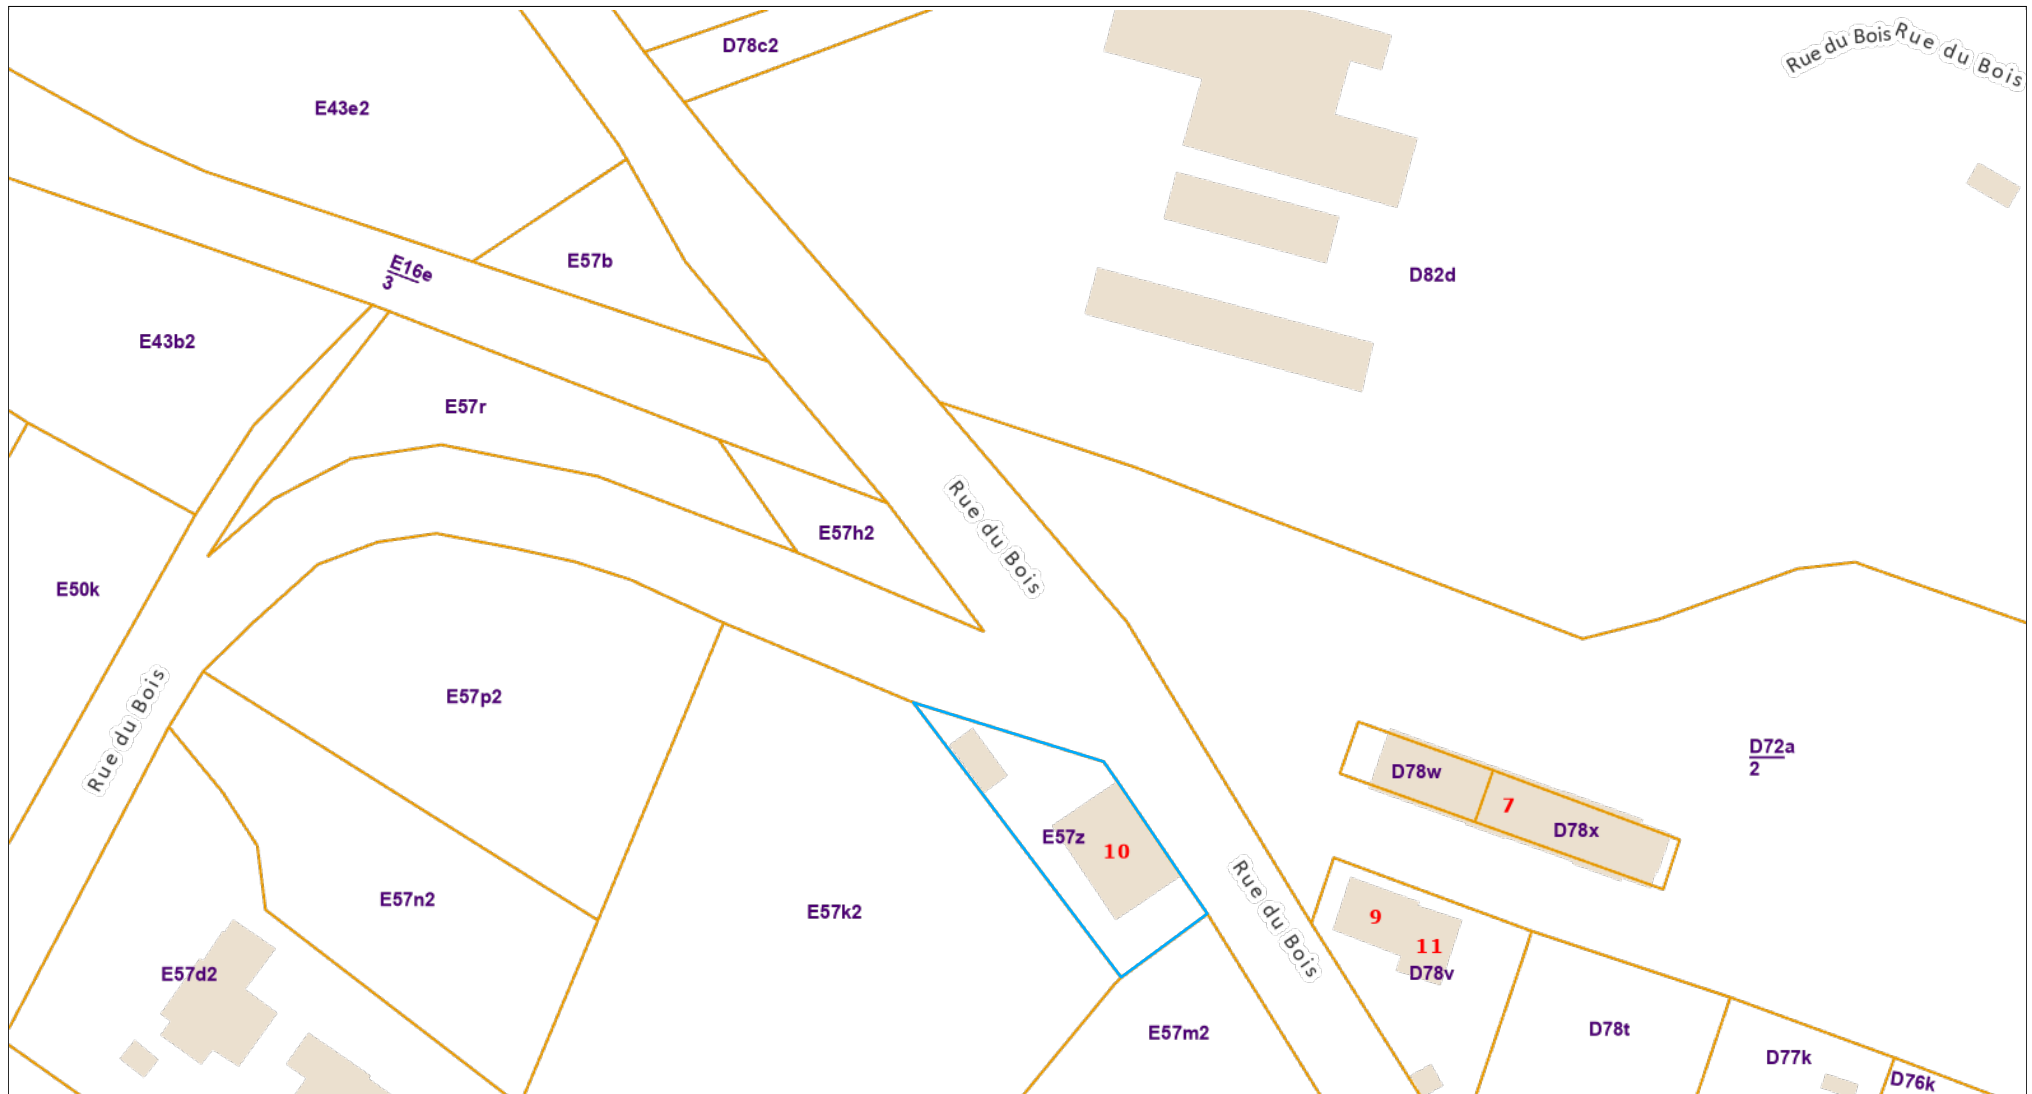 D78c2
Rue du Bois
Rue du Bois
E43e2
E57b
E16e
3
D82d
E43b2
E57r
Rue du Bois
E57h2
E50k
E57p2
Rue du Bois
D72a
2
D78w
7
D78x
E57z
10
E57n2
E57k2
Rue du Bois
9
11
D78v
E57d2
E57m2
D78t
D77k
D76k